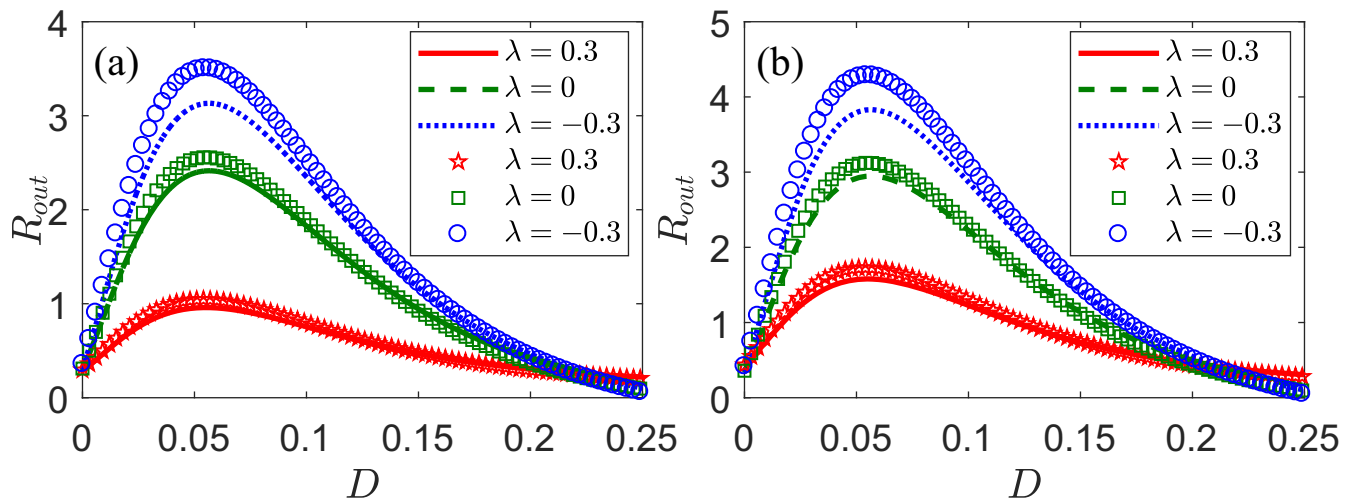 (a)
R_out
4
3
2
1
0
0 0.05 0.1 0.15 0.2 0.25
D
λ = 0.3
λ = 0
λ = −0.3
λ = 0.3
λ = 0
λ = −0.3
(b)
R_out
5
4
3
2
1
0
0 0.05 0.1 0.15 0.2 0.25
D
λ = 0.3
λ = 0
λ = −0.3
λ = 0.3
λ = 0
λ = −0.3